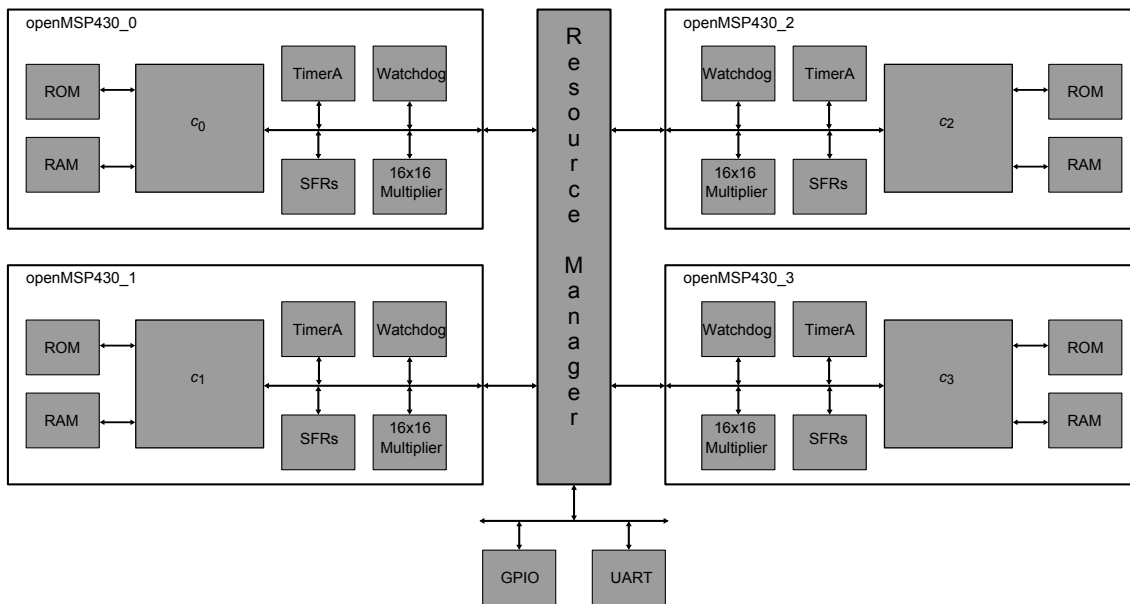 openMSP430_0
ROM
RAM
c0
TimerA
Watchdog
SFRs
16x16
Multiplier
openMSP430_1
ROM
RAM
c1
TimerA
Watchdog
SFRs
16x16
Multiplier
Resource Manager
openMSP430_2
Watchdog
TimerA
16x16
Multiplier
SFRs
c2
ROM
RAM
openMSP430_3
Watchdog
TimerA
16x16
Multiplier
SFRs
c3
ROM
RAM
GPIO
UART